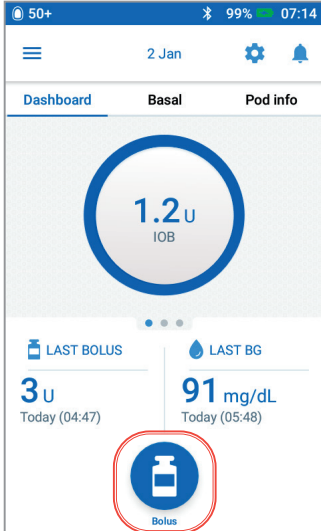 50+ 99% 07:14
2 Jan
Dashboard Basal Pod info
1.2 U
IOB
LAST BOLUS LAST BG
3 U 91 mg/dL
Today (04:47) Today (05:48)
Bolus